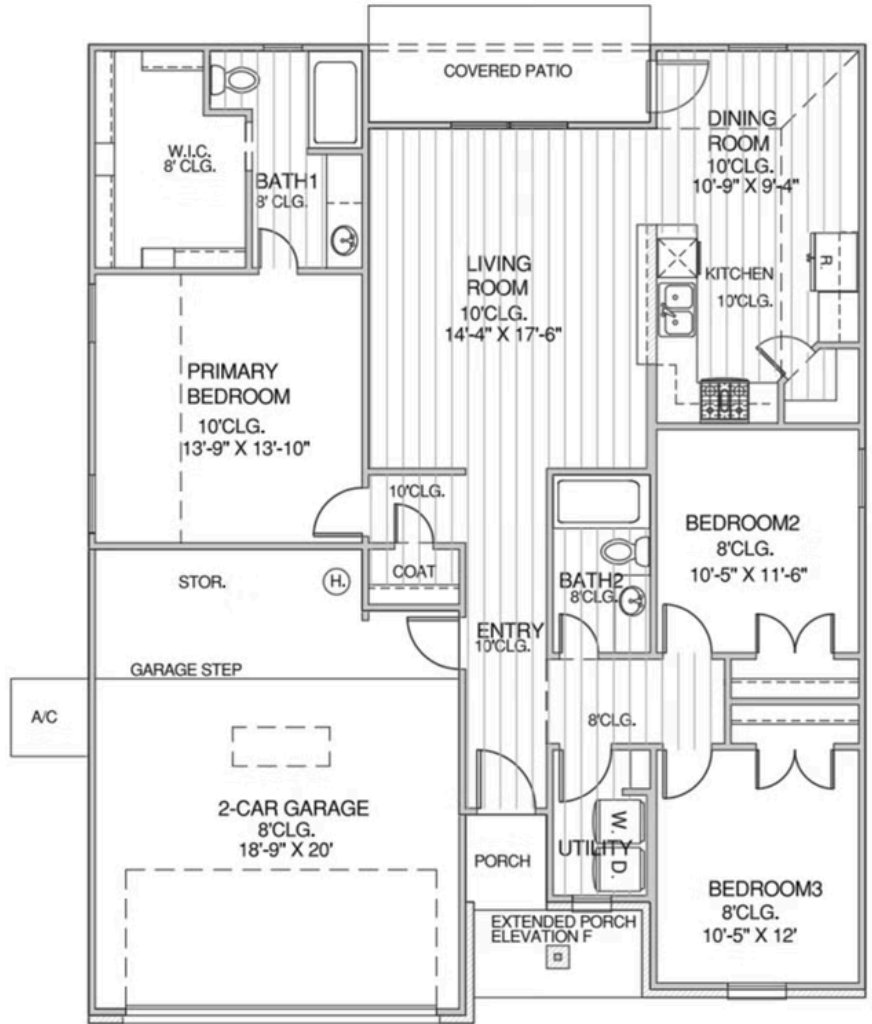 COVERED PATIO
DINING
ROOM
10'CLG.
10'-9" X 9'-4"
W.I.C.
8' CLG.
BATH1
8' CLG.
LIVING
ROOM
10'CLG.
14'-4" X 17'-6"
KITCHEN
10'CLG.
R.
PRIMARY
BEDROOM
10'CLG.
13'-9" X 13'-10"
10'CLG.
COAT
BEDROOM2
8'CLG.
10'-5" X 11'-6"
STOR.
H.
BATH2
8'CLG.
ENTRY
10'CLG.
GARAGE STEP
A/C
8'CLG.
2-CAR GARAGE
8'CLG.
18'-9" X 20'
PORCH
UTILITY
W.
D.
BEDROOM3
8'CLG.
10'-5" X 12'
EXTENDED PORCH
ELEVATION F